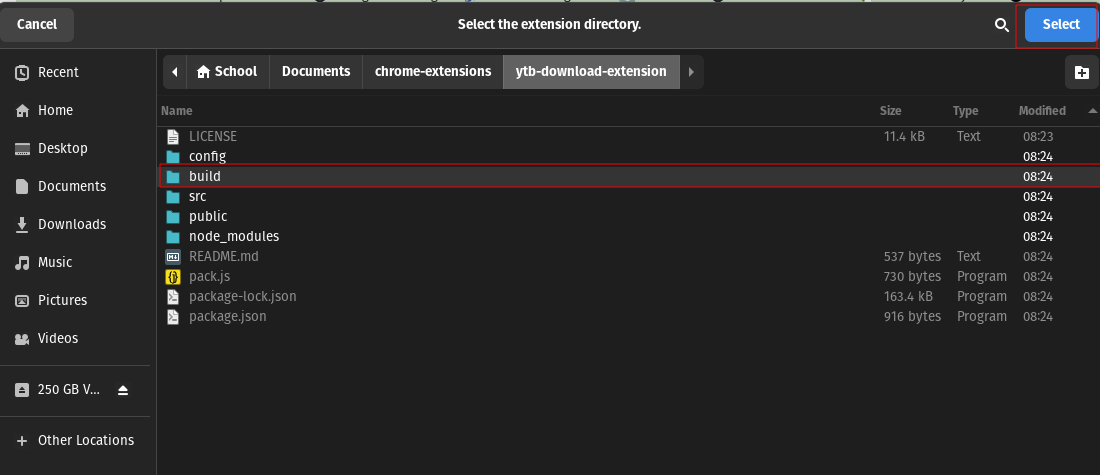 Cancel Select the extension directory. Select
Recent
Home
Desktop
Documents
Downloads
Music
Pictures
Videos
250 GB V...
Other Locations
School Documents chrome-extensions ytb-download-extension
Name Size Type Modified
LICENSE 11.4 kB Text 08:23
config 08:24
build 08:24
src 08:24
public 08:24
node_modules 08:24
README.md 537 bytes Text 08:24
pack.js 730 bytes Program 08:24
package-lock.json 163.4 kB Program 08:24
package.json 916 bytes Program 08:24